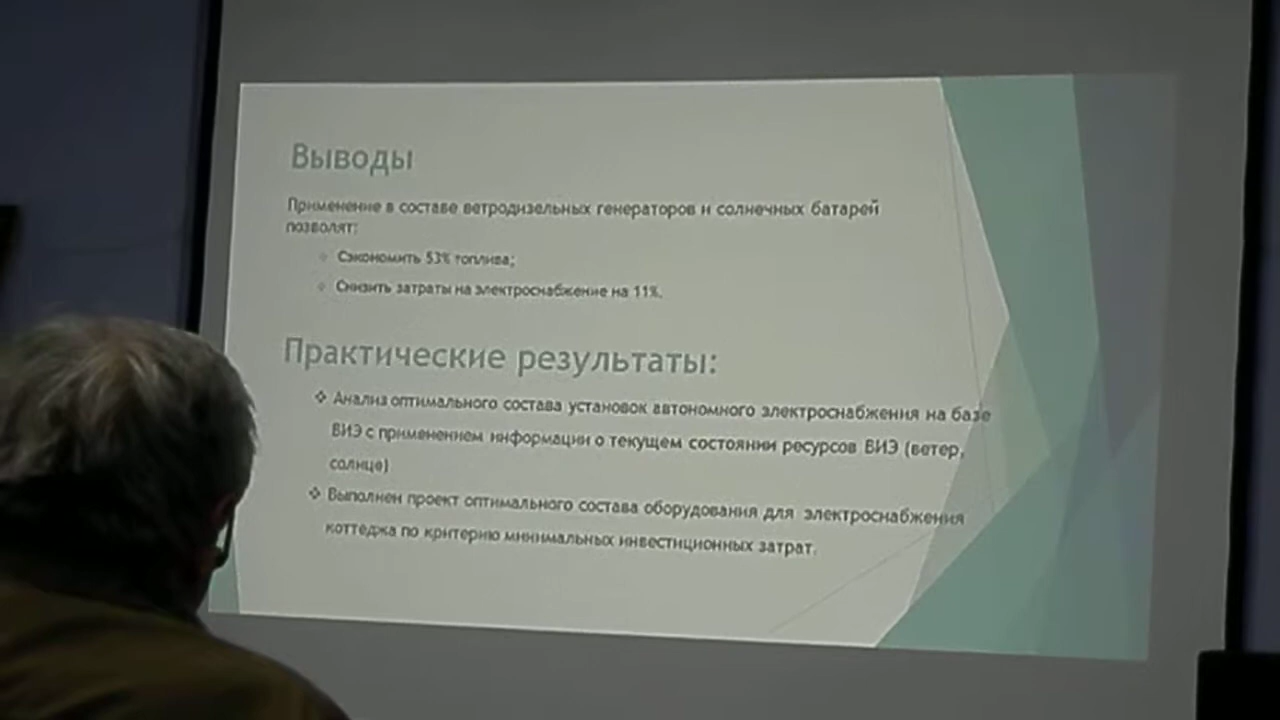 Выводы
Применение в составе ветродизельных генераторов и солнечных батарей
позволят:
Сэкономить 53% топлива;
Снизить затраты на электроснабжение на 11%.
Практические результаты:
❖ Анализ оптимального состава установок автономного электроснабжения на базе
ВИЭ с применением информации о текущем состоянии ресурсов ВИЭ (ветер,
солнце)
❖ Выполнен проект оптимального состава оборудования для электроснабжения
коттеджа по критерию минимальных инвестиционных затрат.